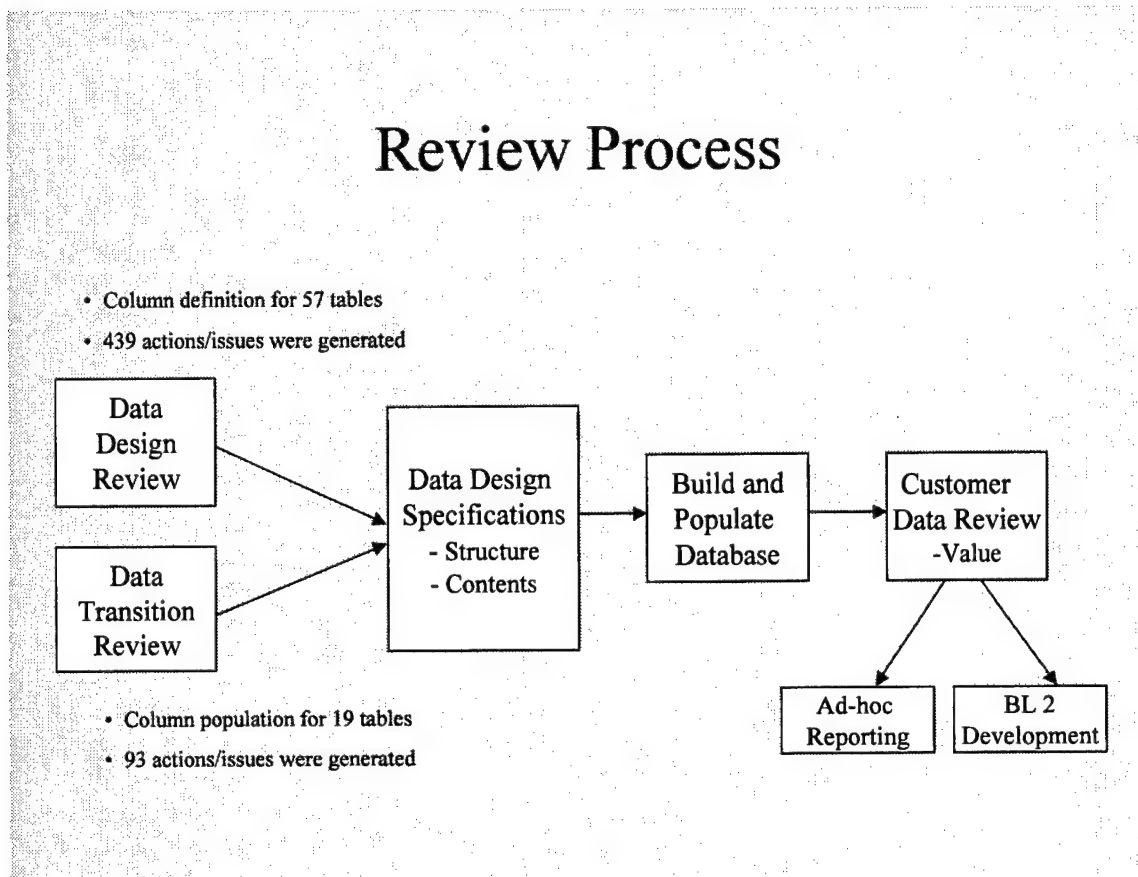 Review Process
• Column definition for 57 tables
• 439 actions/issues were generated
Data
Design
Review
Data
Transition
Review
Data Design
Specifications
- Structure
- Contents
Build and
Populate
Database
Customer
Data Review
-Value
Ad-hoc
Reporting
BL 2
Development
• Column population for 19 tables
• 93 actions/issues were generated